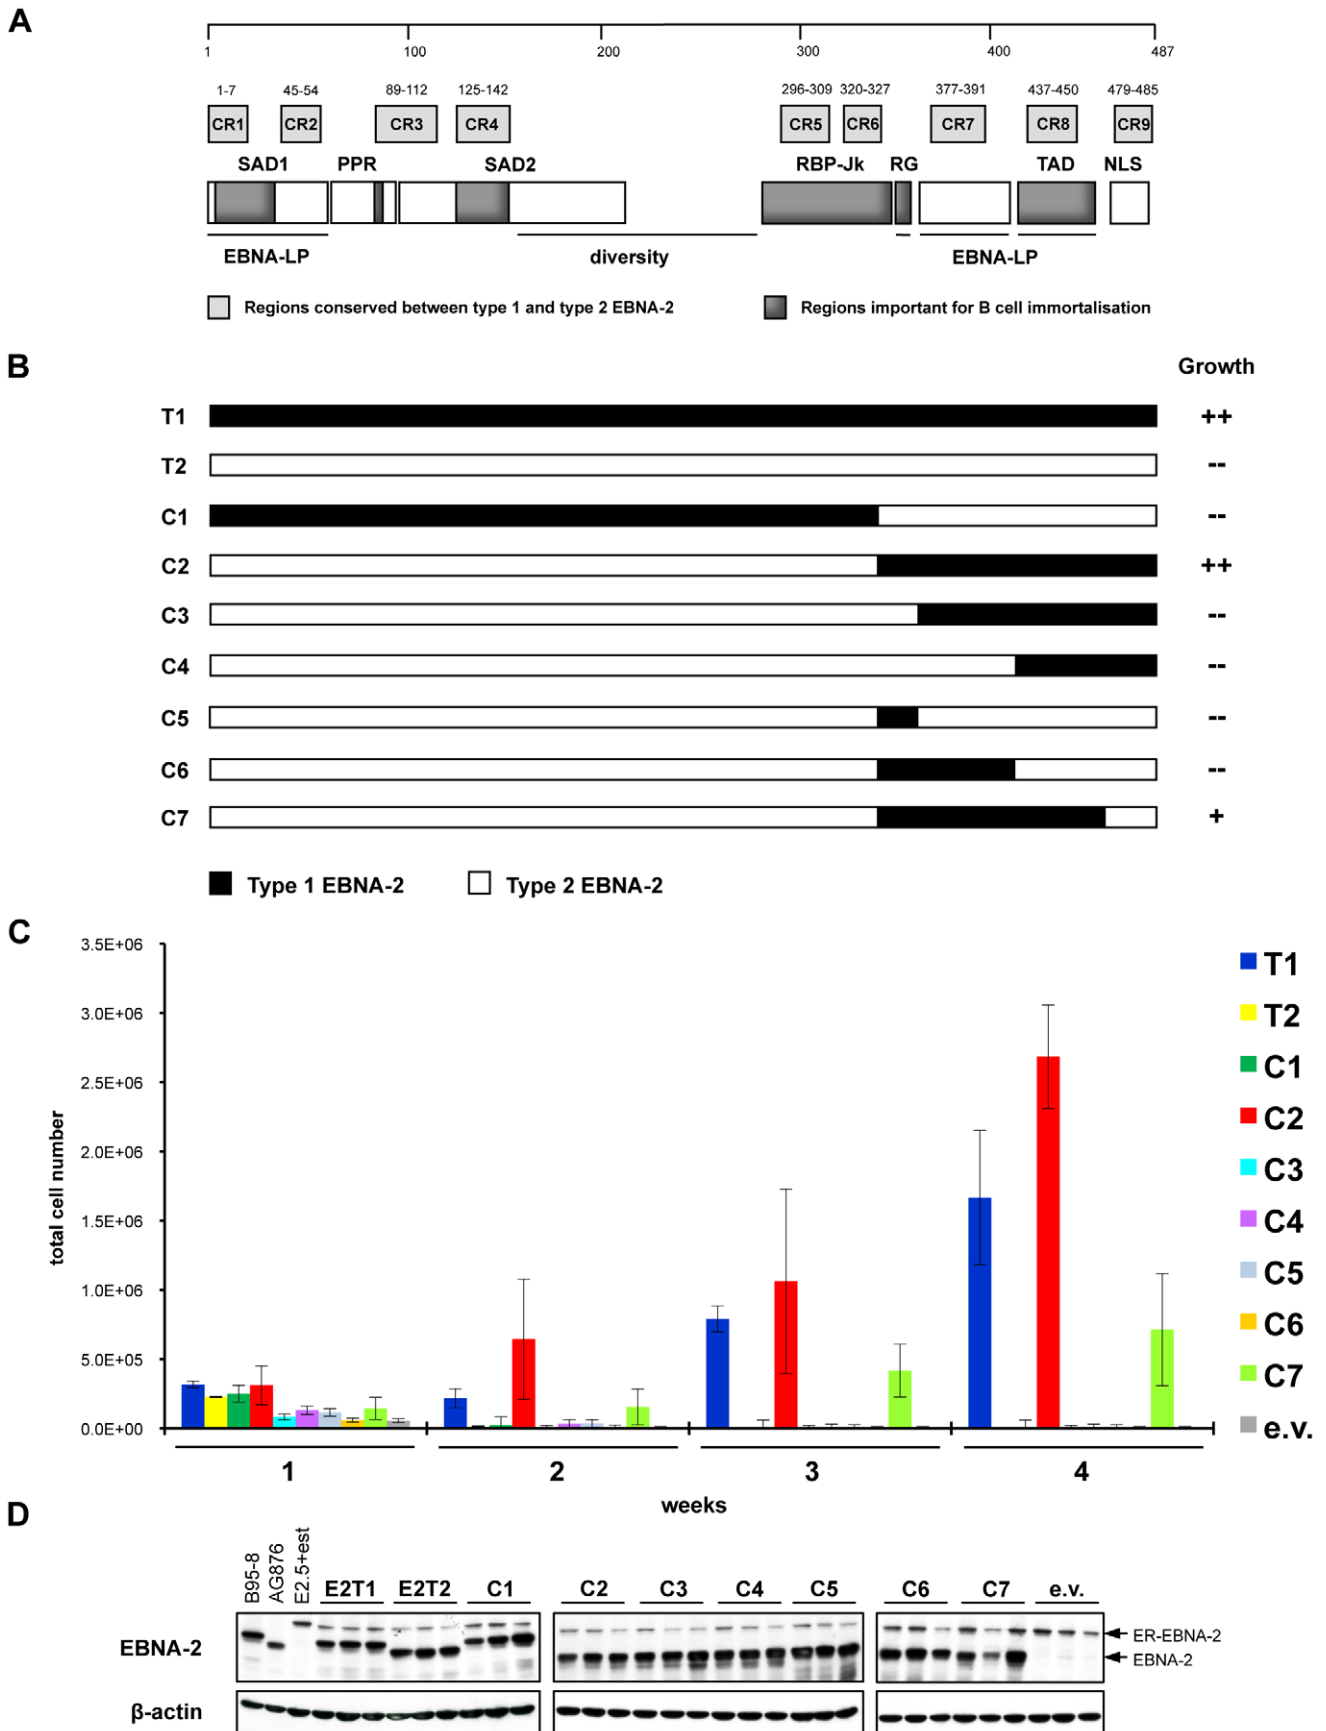 A
1 100 200 300 400 487
1-7 45-54 89-112 125-142 296-309 320-327 377-391 437-450 479-485
CR1 CR2 CR3 CR4 CR5 CR6 CR7 CR8 CR9
SAD1 PPR SAD2 RBP-Jk RG TAD NLS
EBNA-LP diversity EBNA-LP
Regions conserved between type 1 and type 2 EBNA-2 Regions important for B cell immortalisation
B
Growth
T1 ++
T2 --
C1 --
C2 ++
C3 --
C4 --
C5 --
C6 --
C7 +
Type 1 EBNA-2 Type 2 EBNA-2
C
total cell number
3.5E+06
3.0E+06
2.5E+06
2.0E+06
1.5E+06
1.0E+06
5.0E+05
0.0E+00
1 2 3 4
weeks
T1
T2
C1
C2
C3
C4
C5
C6
C7
e.v.
D
B95-8 AG876 E2.5+est E2T1 E2T2 C1 C2 C3 C4 C5 C6 C7 e.v.
EBNA-2
ER-EBNA-2
EBNA-2
β-actin